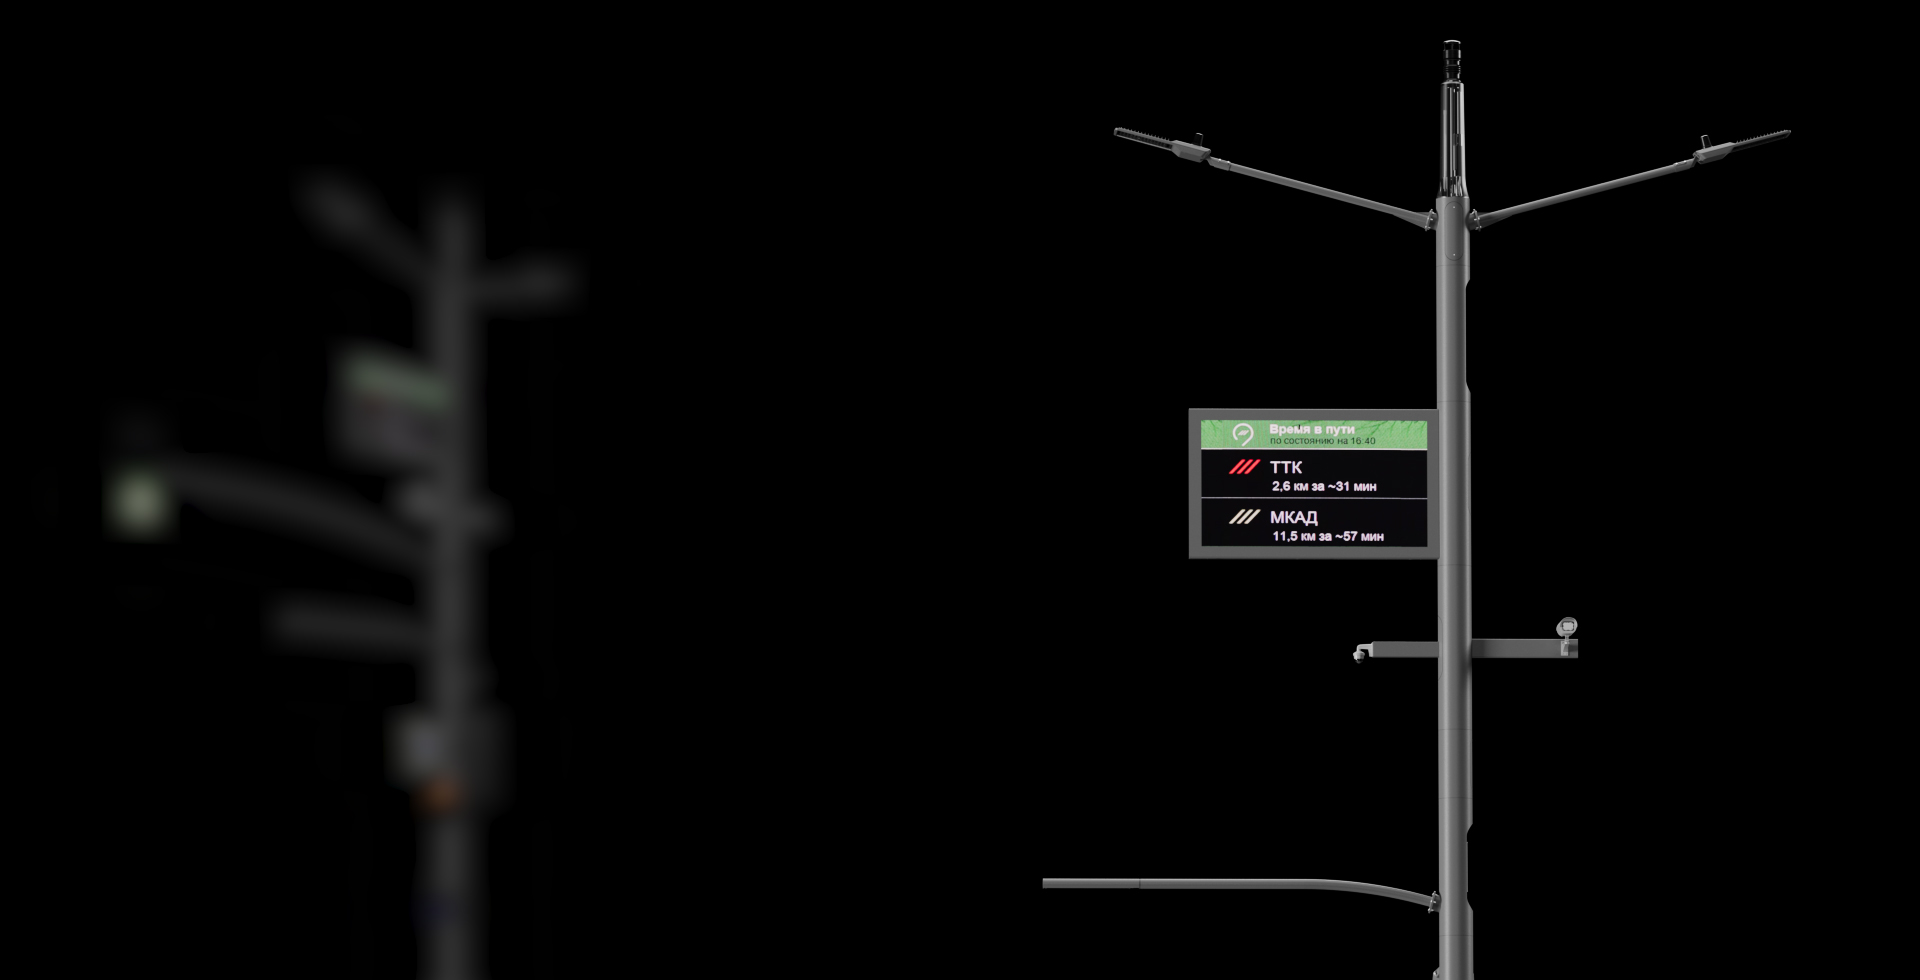 Время в пути
по состоянию на 16:40
ТТК
2,6 км за ~31 мин
МКАД
11,5 км за ~57 мин